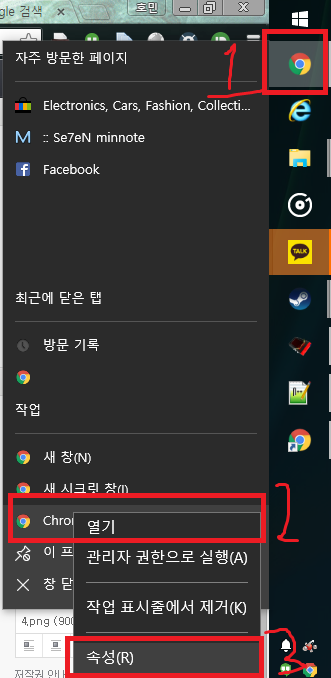 gle 검색
호민
자주 방문한 페이지
1
Electronics, Cars, Fashion, Collecti...
:: Se7eN minnote
Facebook
TALK
최근에 닫은 탭
방문 기록
작업
새 창(N)
새 시크릿 창(I)
2
Chro
열기
이 프
관리자 권한으로 실행(A)
창 닫
작업 표시줄에서 제거(K)
4.png (900
속성(R)
3
저작권 안내